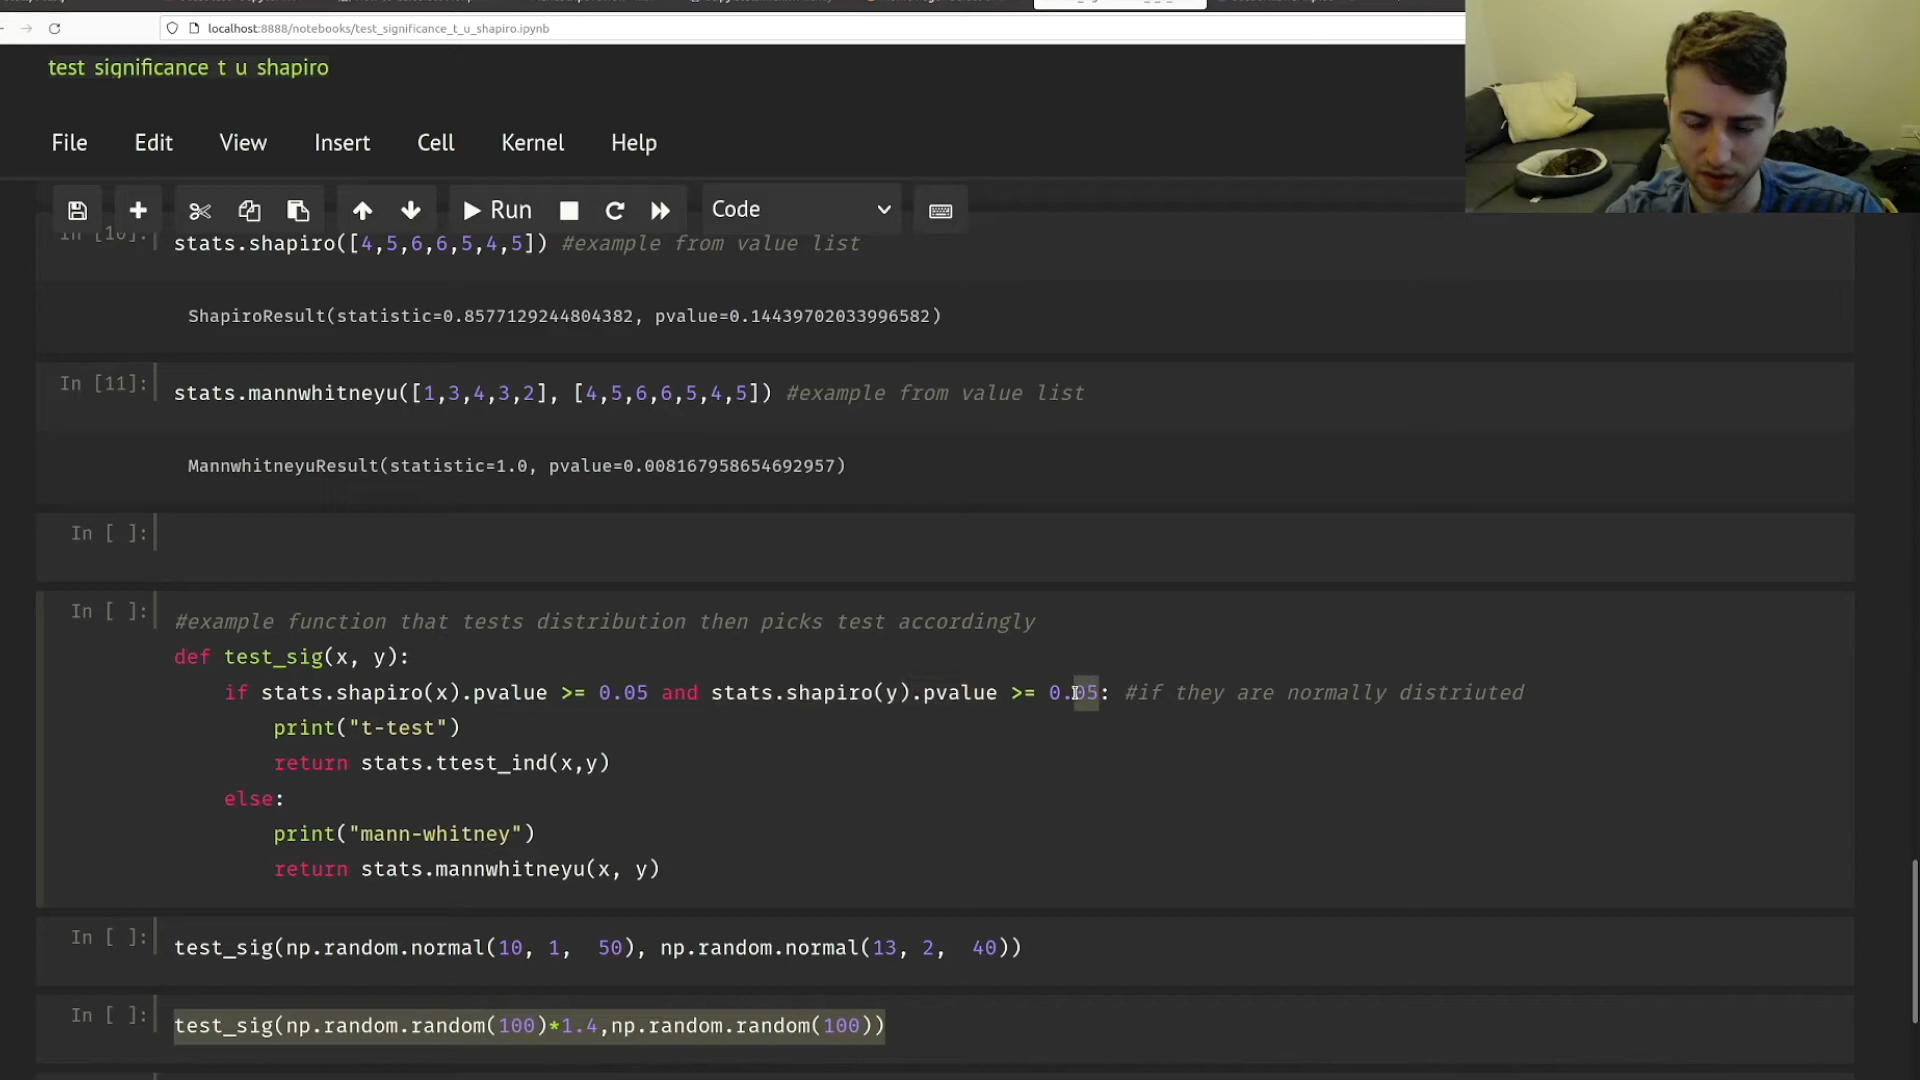 localhost:8888/notebooks/test_significance_t_u_shapiro.ipynb
test significance t u shapiro
File Edit View Insert Cell Kernel Help
Run Code
In [10]: stats.shapiro([4,5,6,6,5,4,5]) #example from value list
ShapiroResult(statistic=0.8577129244804382, pvalue=0.14439702033996582)
In [11]: stats.mannwhitneyu([1,3,4,3,2], [4,5,6,6,5,4,5]) #example from value list
MannwhitneyuResult(statistic=1.0, pvalue=0.008167958654692957)
In [ ]:
In [ ]: #example function that tests distribution then picks test accordingly
def test_sig(x, y):
if stats.shapiro(x).pvalue >= 0.05 and stats.shapiro(y).pvalue >= 0.05: #if they are normally distriuted
print("t-test")
return stats.ttest_ind(x,y)
else:
print("mann-whitney")
return stats.mannwhitneyu(x, y)
In [ ]: test_sig(np.random.normal(10, 1, 50), np.random.normal(13, 2, 40))
In [ ]: test_sig(np.random.random(100)*1.4,np.random.random(100))